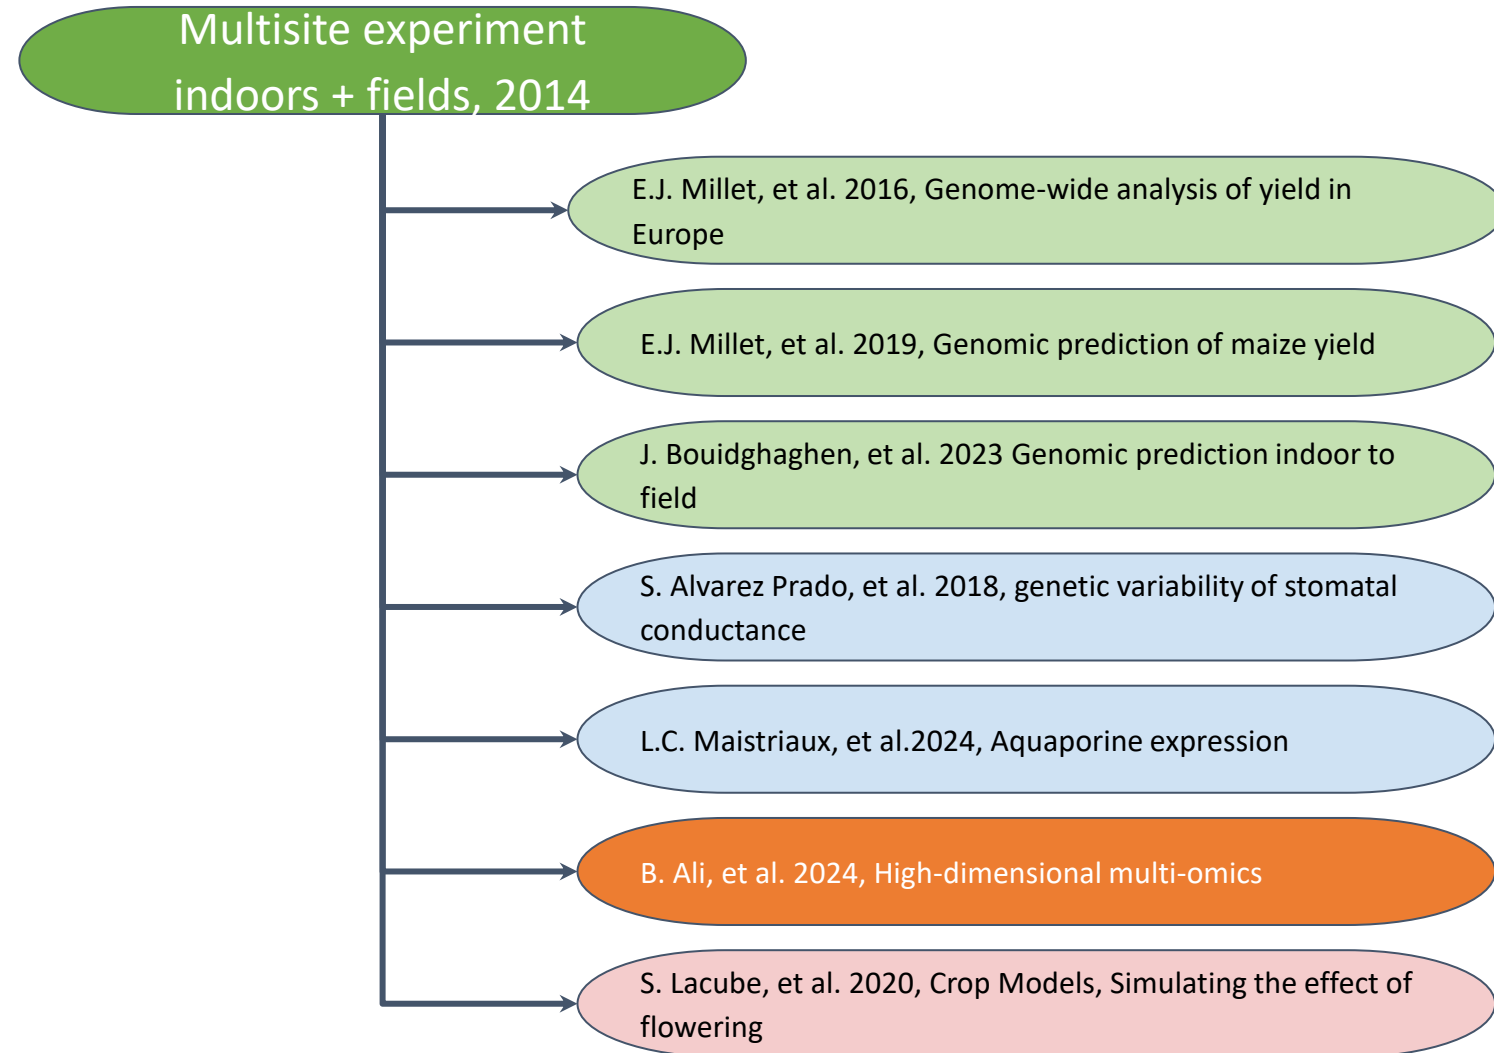 Multisite experiment
indoors + fields, 2014
E.J. Millet, et al. 2016, Genome-wide analysis of yield in
Europe
E.J. Millet, et al. 2019, Genomic prediction of maize yield
J. Bouidghaghen, et al. 2023 Genomic prediction indoor to
field
S. Alvarez Prado, et al. 2018, genetic variability of stomatal
conductance
L.C. Maistriaux, et al.2024, Aquaporine expression
B. Ali, et al. 2024, High-dimensional multi-omics
S. Lacube, et al. 2020, Crop Models, Simulating the effect of
flowering